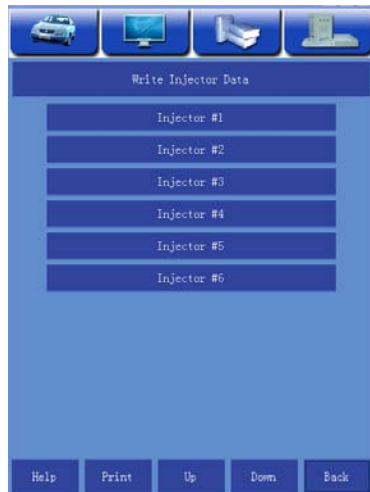 Write Injector Data
Injector #1
Injector #2
Injector #3
Injector #4
Injector #5
Injector #6
Help Print Up Down Back